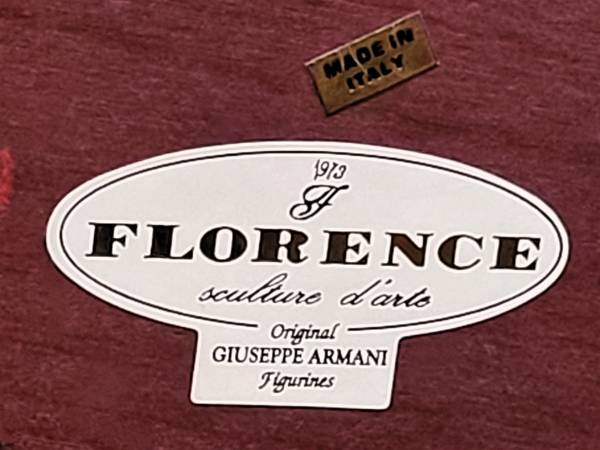 MADE IN
ITALY
1973
F
FLORENCE
sculture d'arte
Original
GIUSEPPE ARMANI
Figurines